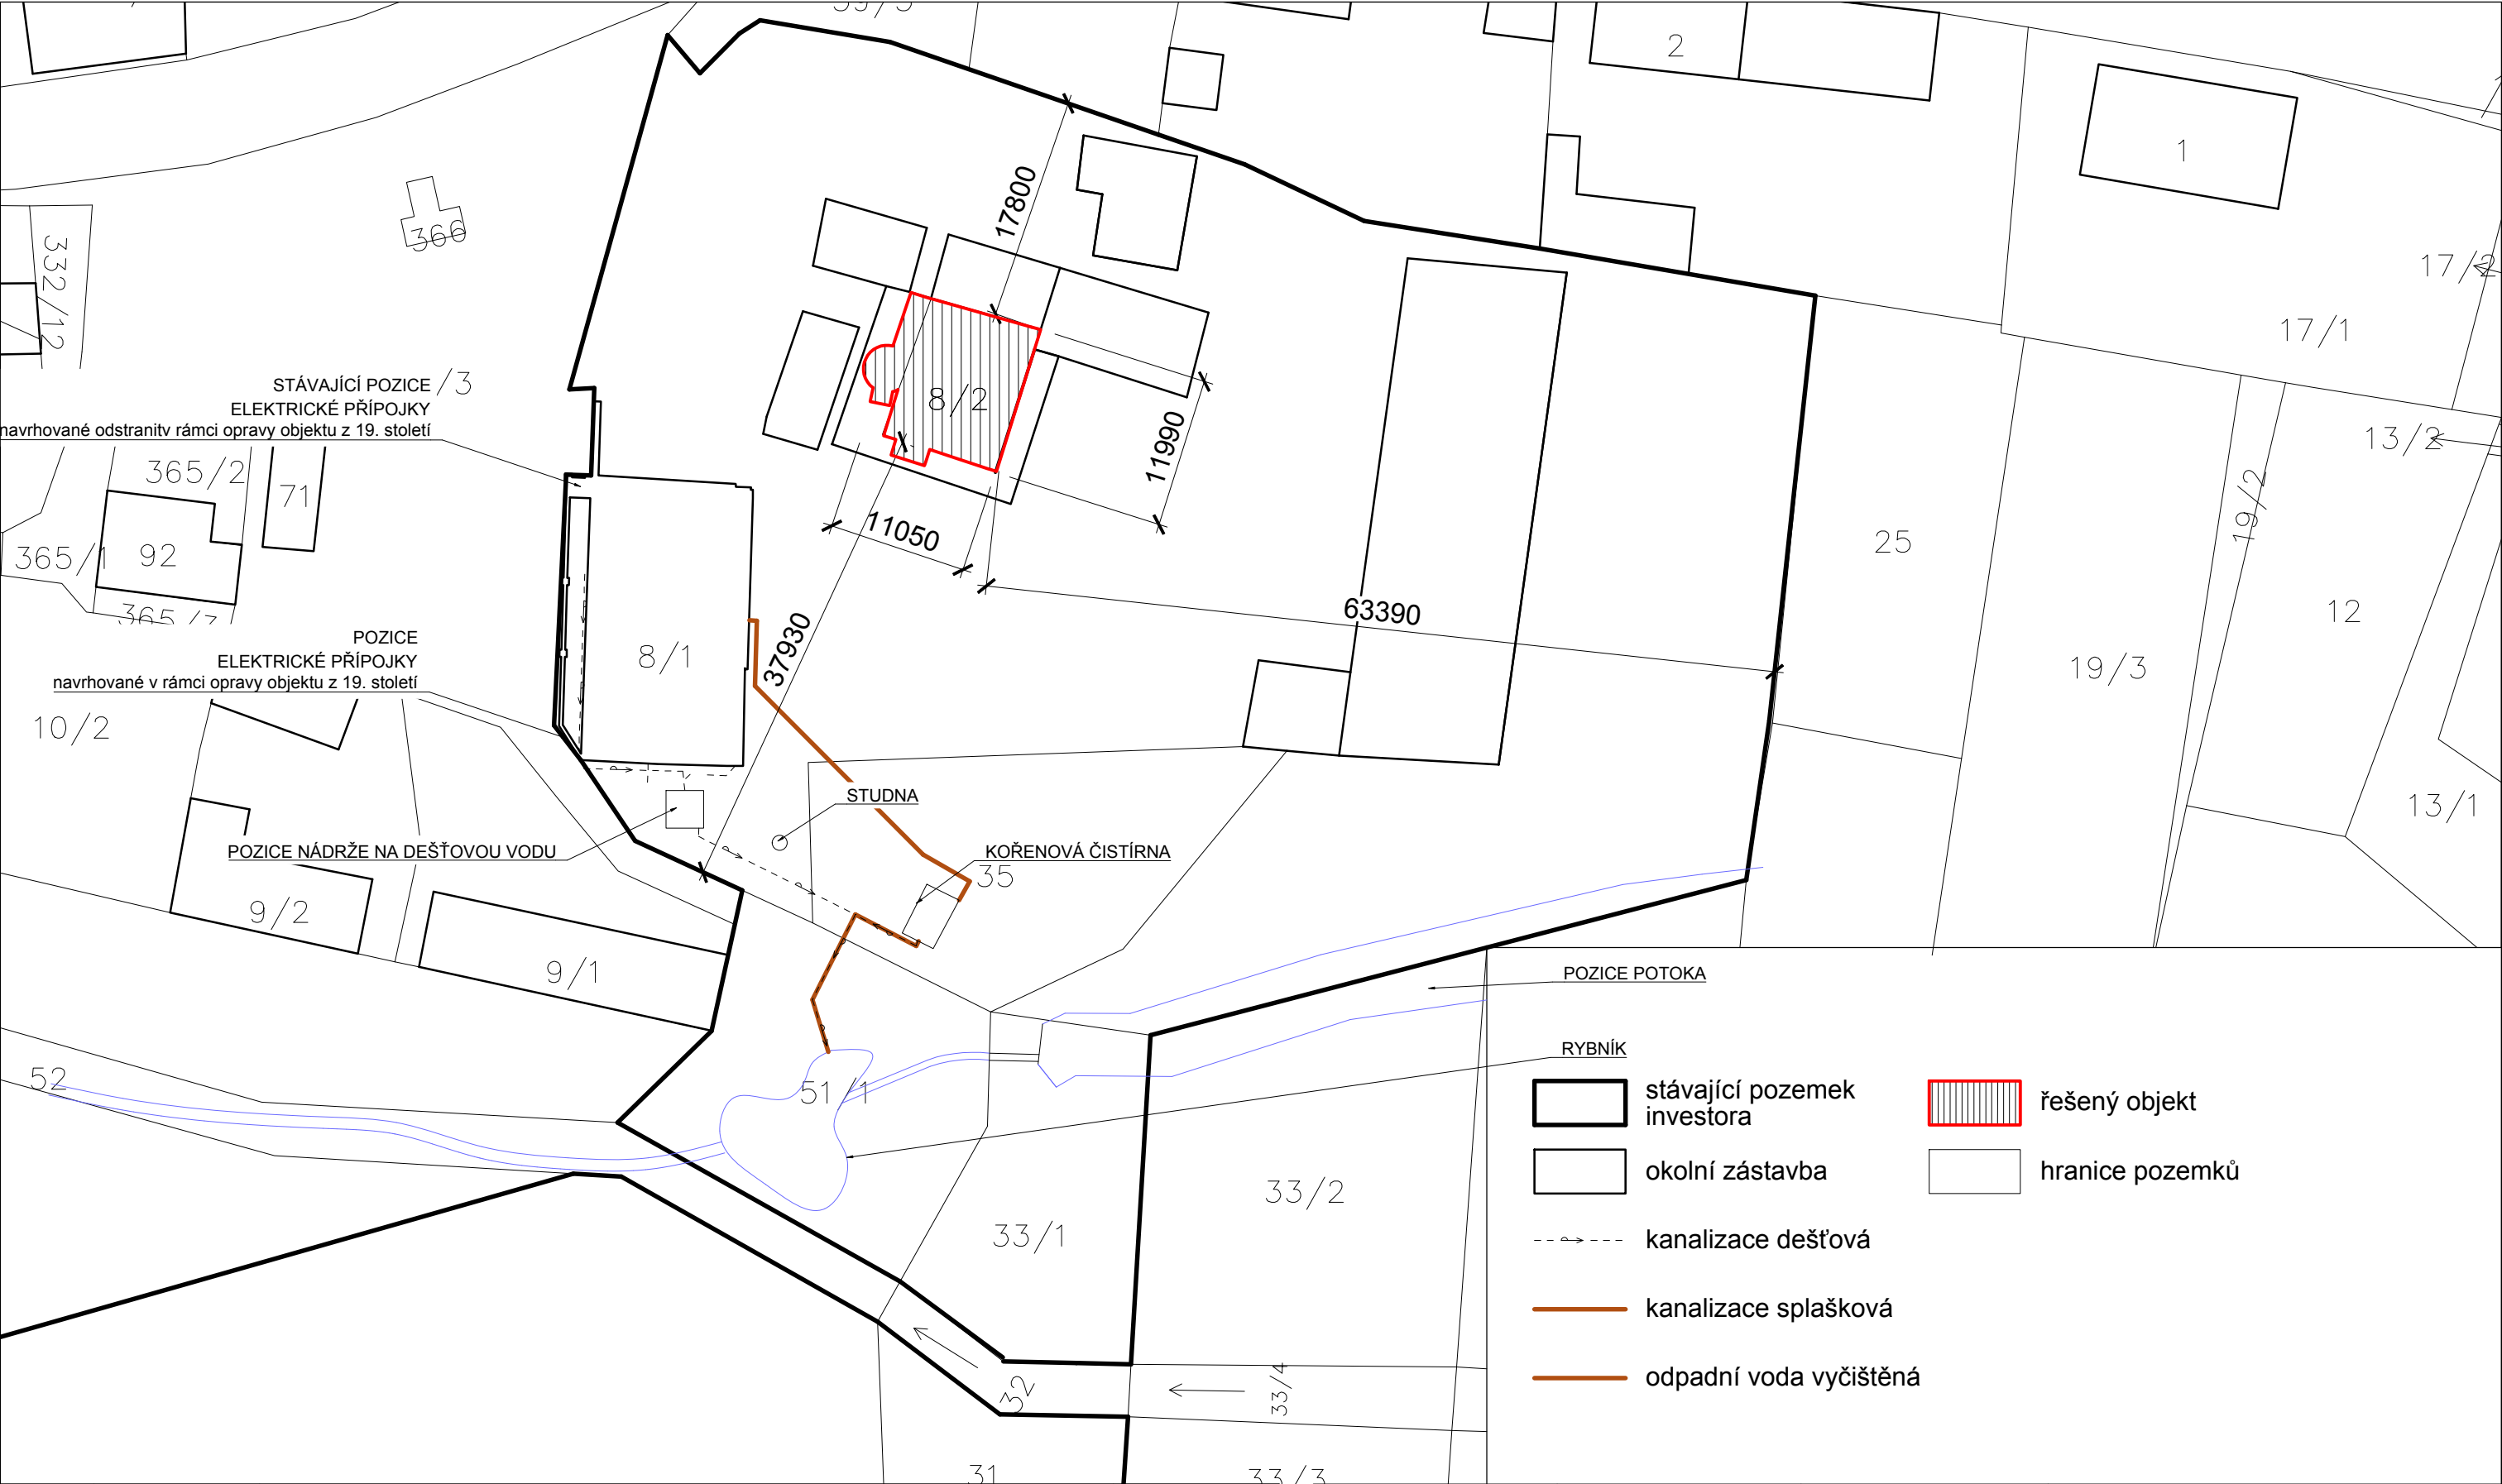 2
1
366
332/12
17/2
17/1
17800
STÁVAJÍCÍ POZICE
/3
ELEKTRICKÉ PŘÍPOJKY
navrhované odstranitv rámci opravy objektu z 19. století
8/2
13/2
11990
365/2
71
19/2
11050
365/1
92
25
63390
12
POZICE
ELEKTRICKÉ PŘÍPOJKY
navrhované v rámci opravy objektu z 19. století
8/1
37930
19/3
10/2
STUDNA
13/1
POZICE NÁDRŽE NA DEŠŤOVOU VODU
KOŘENOVÁ ČISTÍRNA
35
9/2
9/1
POZICE POTOKA
RYBNÍK
52
51/1
stávající pozemek
investora
řešený objekt
okolní zástavba
hranice pozemků
33/2
33/1
kanalizace dešťová
kanalizace splašková
odpadní voda vyčištěná
32
33/4
31
33/3